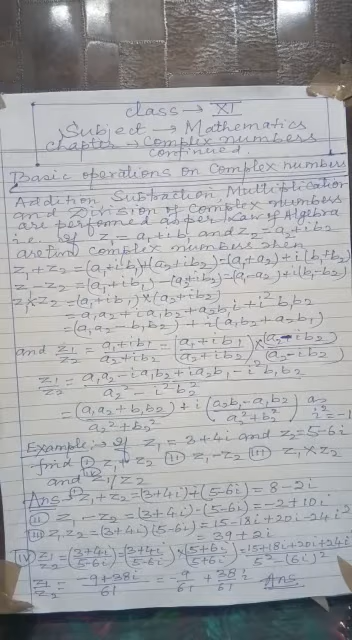 class → XI
Subject → Mathematics
chapter → Complex numbers
continued.
Basic operations on Complex numbers
Addition, Subtraction, Multiplication
and Division of Complex numbers
are performed as per Law of Algebra
i.e. If z₁ = a₁+ib₁ and z₂ = a₂+ib₂
are two complex numbers then
z₁+z₂ = (a₁+ib₁)+(a₂+ib₂) = (a₁+a₂)+i(b₁+b₂)
z₁-z₂ = (a₁+ib₁)-(a₂+ib₂) = (a₁-a₂)+i(b₁-b₂)
z₁×z₂ = (a₁+ib₁)×(a₂+ib₂)
= a₁a₂+ia₁b₂+a₂b₁i+i²b₁b₂
= (a₁a₂-b₁b₂)+i(a₁b₂+a₂b₁)
and z₁/z₂ = a₁+ib₁/a₂+ib₂ = (a₁+ib₁/a₂+ib₂)×(a₂-ib₂)/(a₂-ib₂)
z₁/z₂ = a₁a₂-ia₁b₂+ia₂b₁-i²b₁b₂/a₂²-i²b₂²
= (a₁a₂+b₁b₂)/a₂²+b₂² + i(a₂b₁-a₁b₂/a₂²+b₂²) i²=-1
Example:→ If z₁ = 3+4i and z₂ = 5-6i
find (i) z₁+z₂ (ii) z₁-z₂ (iii) z₁×z₂
and z₁/z₂
Ans (i) z₁+z₂ = (3+4i)+(5-6i) = 8-2i
(ii) z₁-z₂ = (3+4i)-(5-6i) = -2+10i
(iii) z₁z₂ = (3+4i)(5-6i) = 15-18i+20i-24i²
= 39+2i
(iv) z₁/z₂ = (3+4i)/(5-6i) = (3+4i)/(5-6i)×(5+6i)/(5+6i) = 15+18i+20i+24i²/5²-(6i)²
z₁/z₂ = -9+38i/61 = -9/61+38/61i Ans